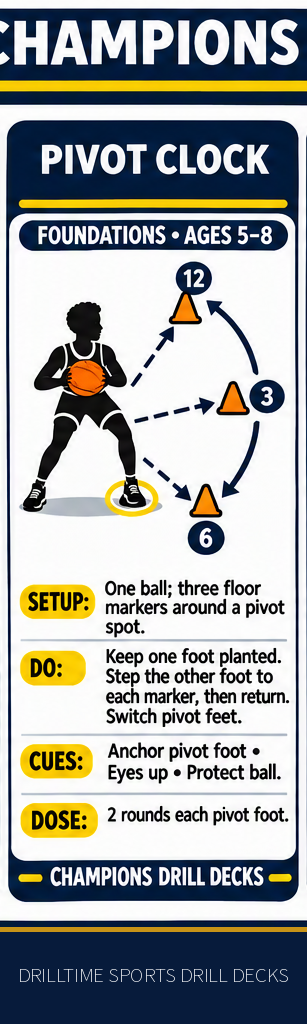 CHAMPIONS
PIVOT CLOCK
FOUNDATIONS • AGES 5–8
12
3
6
SETUP: One ball; three floor
markers around a pivot
spot.
DO: Keep one foot planted.
Step the other foot to
each marker, then return.
Switch pivot feet.
CUES: Anchor pivot foot •
Eyes up • Protect ball.
DOSE: 2 rounds each pivot foot.
CHAMPIONS DRILL DECKS
DRILLTIME SPORTS DRILL DECKS